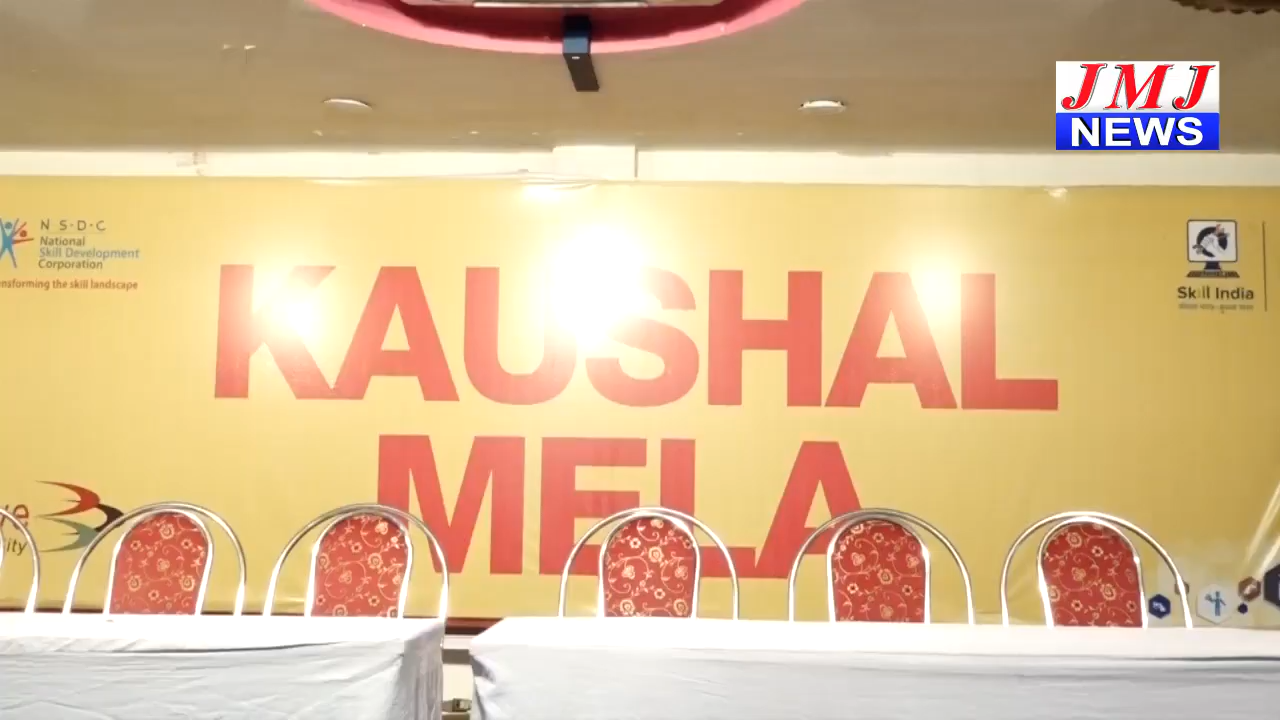 JMJ
NEWS
N S·D·C
National
Skill Development
Corporation
nsforming the skill landscape
Skill India
KAUSHAL
MELA